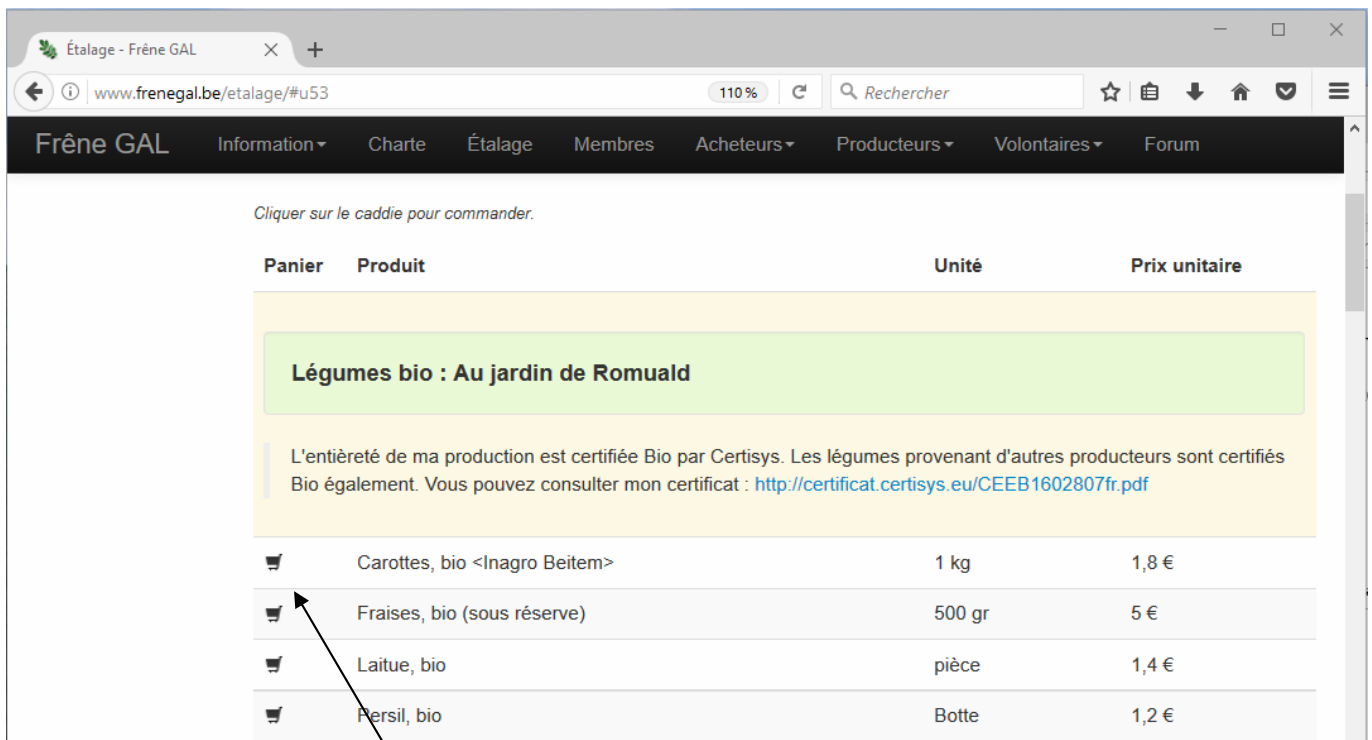 Étalage - Frêne GAL
www.frenegal.be/etalage/#u53 110 % Rechercher
Frêne GAL Information Charte Étalage Membres Acheteurs Producteurs Volontaires Forum
Cliquer sur le caddie pour commander.
Panier Produit Unité Prix unitaire
Légumes bio : Au jardin de Romuald
L'entièreté de ma production est certifiée Bio par Certisys. Les légumes provenant d'autres producteurs sont certifiés
Bio également. Vous pouvez consulter mon certificat : http://certificat.certisys.eu/CEEB1602807fr.pdf
Carottes, bio <Inagro Beitem> 1 kg 1,8 €
Fraises, bio (sous réserve) 500 gr 5 €
Laitue, bio pièce 1,4 €
Persil, bio Botte 1,2 €